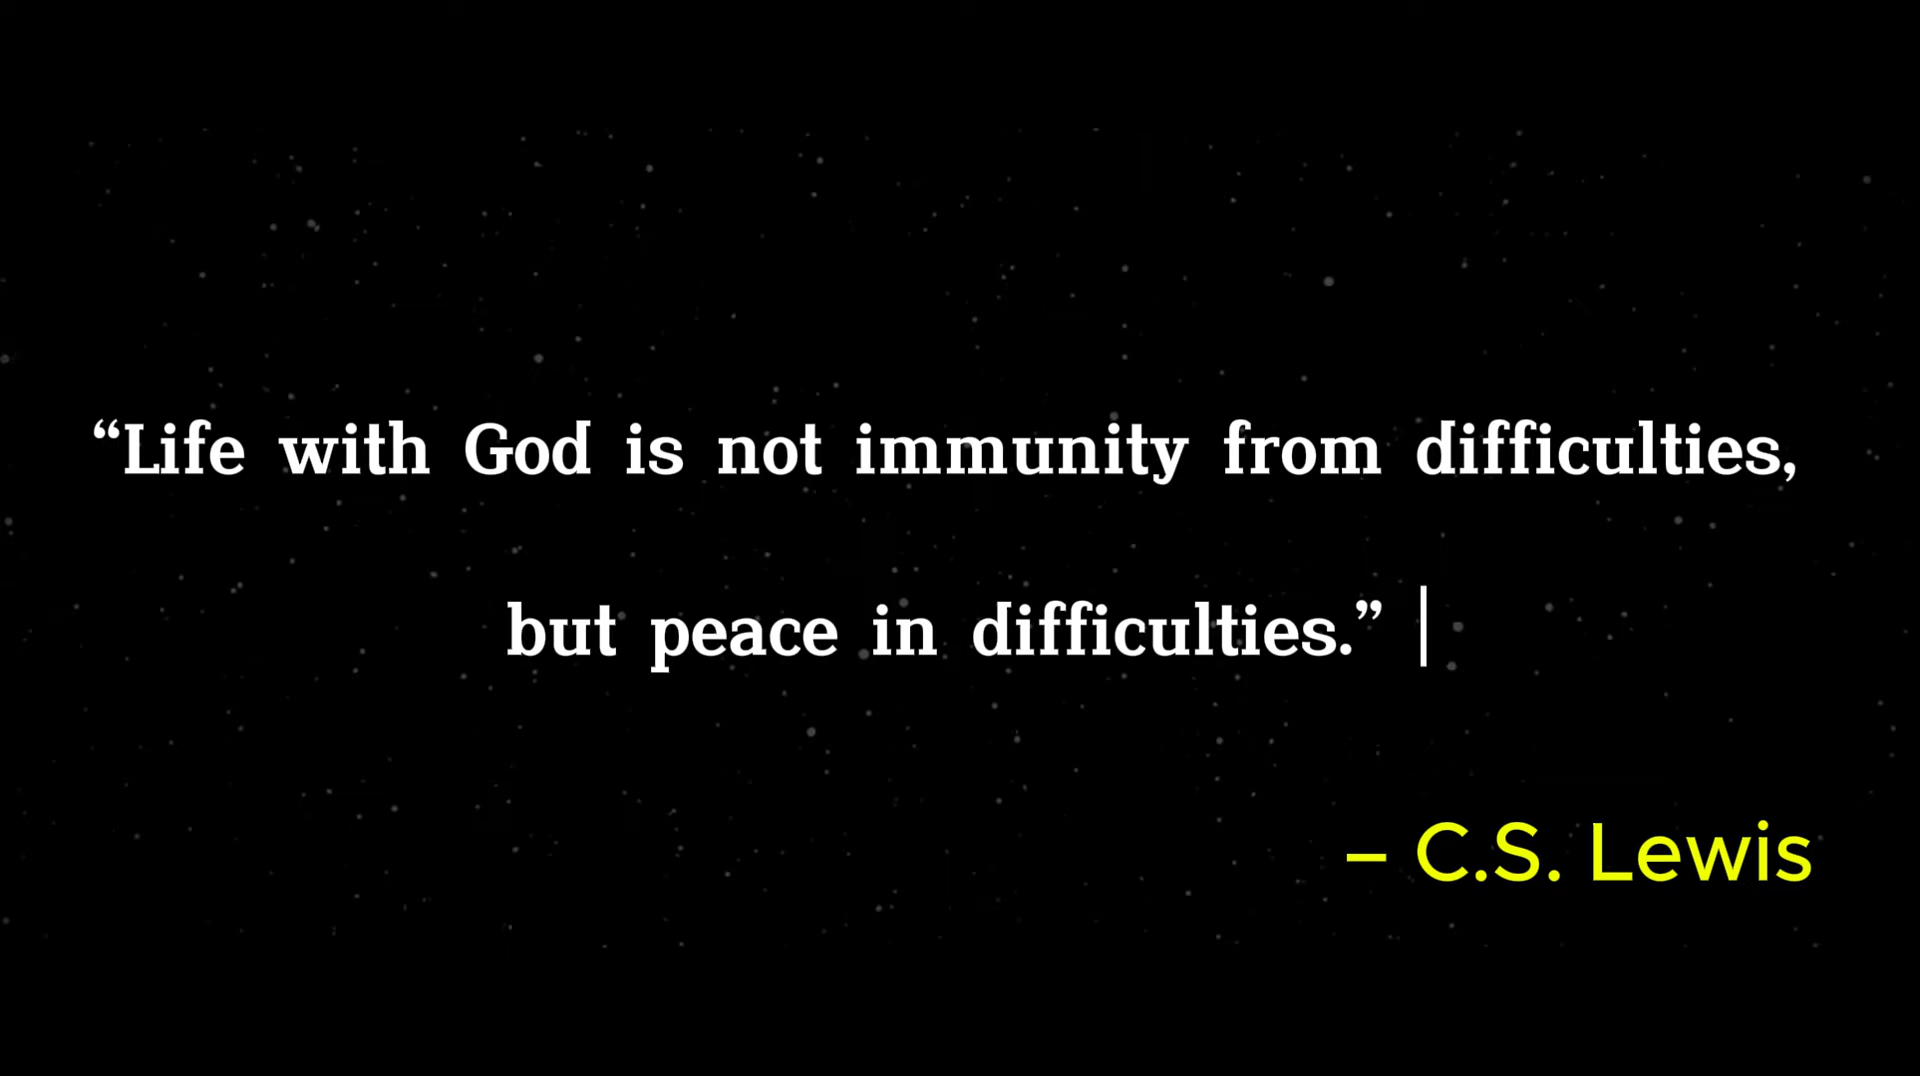 “Life with God is not immunity from difficulties,
but peace in difficulties.”
– C.S. Lewis